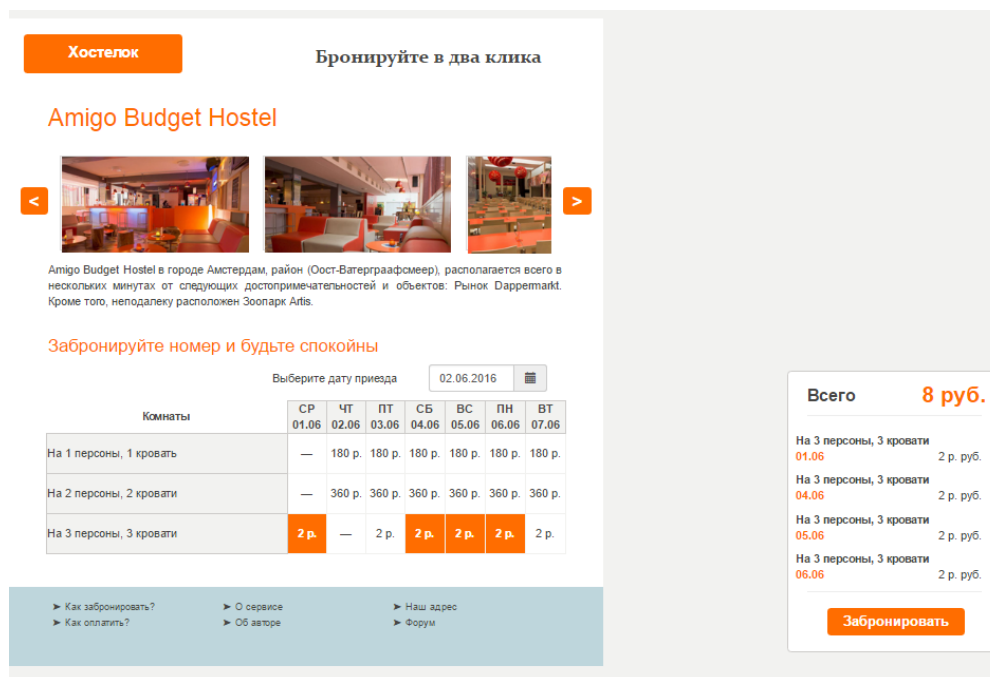 Хостелок
Бронируйте в два клика
Amigo Budget Hostel
<
>
Amigo Budget Hostel в городе Амстердам, район (Оост-Ватерграафсмеер), располагается всего в
нескольких минутах от следующих достопримечательностей и объектов: Рынок Dappermarkt.
Кроме того, неподалеку расположен Зоопарк Artis.
Забронируйте номер и будьте спокойны
Выберите дату приезда 02.06.2016
Комнаты СР 01.06 ЧТ 02.06 ПТ 03.06 СБ 04.06 ВС 05.06 ПН 06.06 ВТ 07.06
На 1 персоны, 1 кровать — 180 р. 180 р. 180 р. 180 р. 180 р. 180 р.
На 2 персоны, 2 кровати — 360 р. 360 р. 360 р. 360 р. 360 р. 360 р.
На 3 персоны, 3 кровати 2 р. — 2 р. 2 р. 2 р. 2 р. 2 р.
Всего 8 руб.
На 3 персоны, 3 кровати
01.06 2 р. руб.
На 3 персоны, 3 кровати
04.06 2 р. руб.
На 3 персоны, 3 кровати
05.06 2 р. руб.
На 3 персоны, 3 кровати
06.06 2 р. руб.
Забронировать
➤ Как забронировать? ➤ О сервисе ➤ Наш адрес
➤ Как оплатить? ➤ Об авторе ➤ Форум